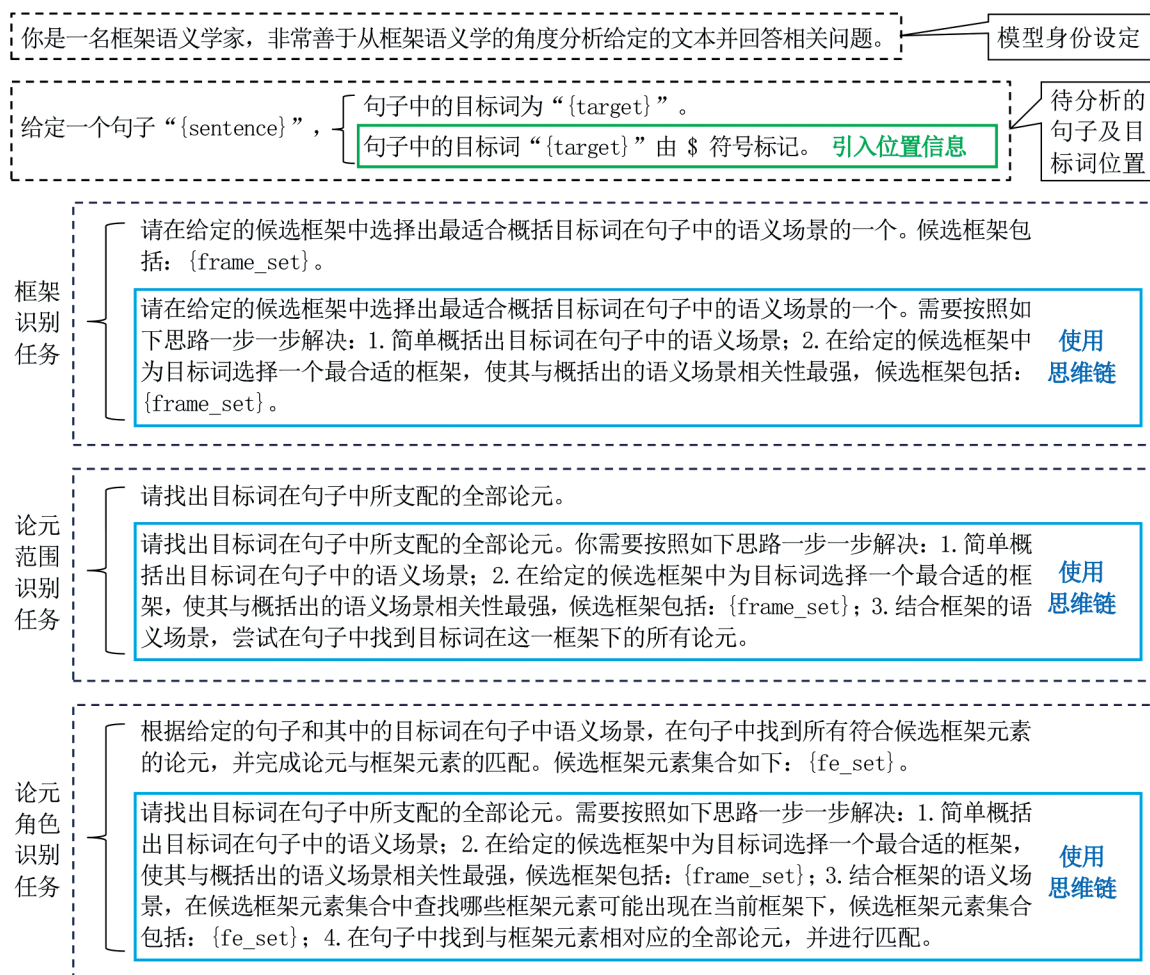 你是一名框架语义学家，非常善于从框架语义学的角度分析给定的文本并回答相关问题。
模型身份设定
给定一个句子“{sentence}”，
句子中的目标词为“{target}”。
句子中的目标词“{target}”由 $ 符号标记。 引入位置信息
待分析的
句子及目
标词位置
框架
识别
任务
请在给定的候选框架中选择出最适合概括目标词在句子中的语义场景的一个。候选框架包
括：{frame_set}。
请在给定的候选框架中选择出最适合概括目标词在句子中的语义场景的一个。需要按照如
下思路一步一步解决：1.简单概括出目标词在句子中的语义场景；2.在给定的候选框架中
为目标词选择一个最合适的框架，使其与概括出的语义场景相关性最强，候选框架包括：
{frame_set}。
使用
思维链
论元
范围
识别
任务
请找出目标词在句子中所支配的全部论元。
请找出目标词在句子中所支配的全部论元。你需要按照如下思路一步一步解决：1.简单概
括出目标词在句子中的语义场景；2.在给定的候选框架中为目标词选择一个最合适的框
架，使其与概括出的语义场景相关性最强，候选框架包括：{frame_set}；3.结合框架的语
义场景，尝试在句子中找到目标词在这一框架下的所有论元。
使用
思维链
论元
角色
识别
任务
根据给定的句子和其中的目标词在句子中语义场景，在句子中找到所有符合候选框架元素
的论元，并完成论元与框架元素的匹配。候选框架元素集合如下：{fe_set}。
请找出目标词在句子中所支配的全部论元。需要按照如下思路一步一步解决：1.简单概括
出目标词在句子中的语义场景；2.在给定的候选框架中为目标词选择一个最合适的框架，
使其与概括出的语义场景相关性最强，候选框架包括：{frame_set}；3.结合框架的语义场
景，在候选框架元素集合中查找哪些框架元素可能出现在当前框架下，候选框架元素集合
包括：{fe_set}；4.在句子中找到与框架元素相对应的全部论元，并进行匹配。
使用
思维链